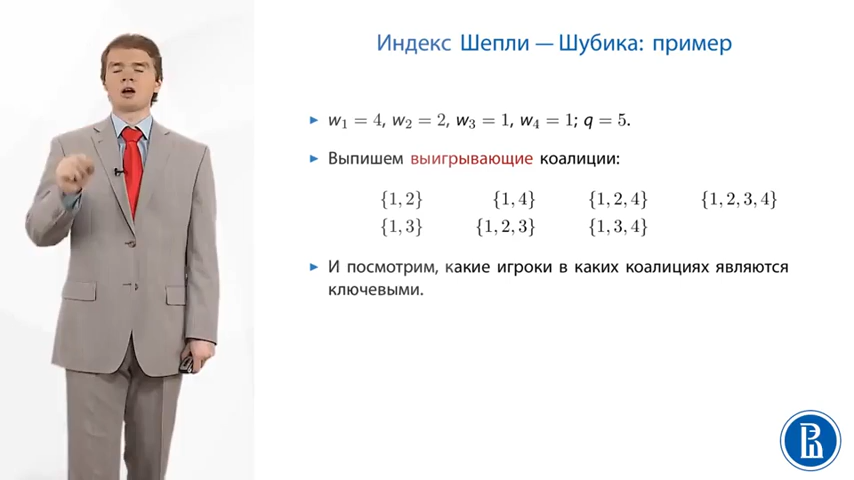 Индекс Шепли — Шубика: пример
▸ w₁ = 4, w₂ = 2, w₃ = 1, w₄ = 1; q = 5.
▸ Выпишем выигрывающие коалиции:
{1, 2} {1, 4} {1, 2, 4} {1, 2, 3, 4}
{1, 3} {1, 2, 3} {1, 3, 4}
▸ И посмотрим, какие игроки в каких коалициях являются
ключевыми.